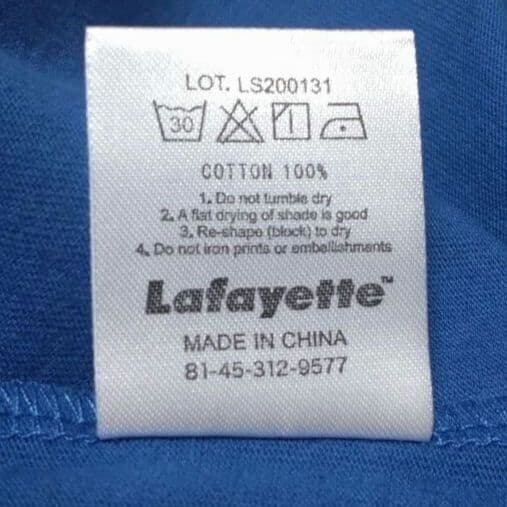 LOT. LS200131
30
COTTON 100%
1. Do not tumble dry
2. A flat drying of shade is good
3. Re-shape (block) to dry
4. Do not iron prints or embellishments
Lafayette™
MADE IN CHINA
81-45-312-9577